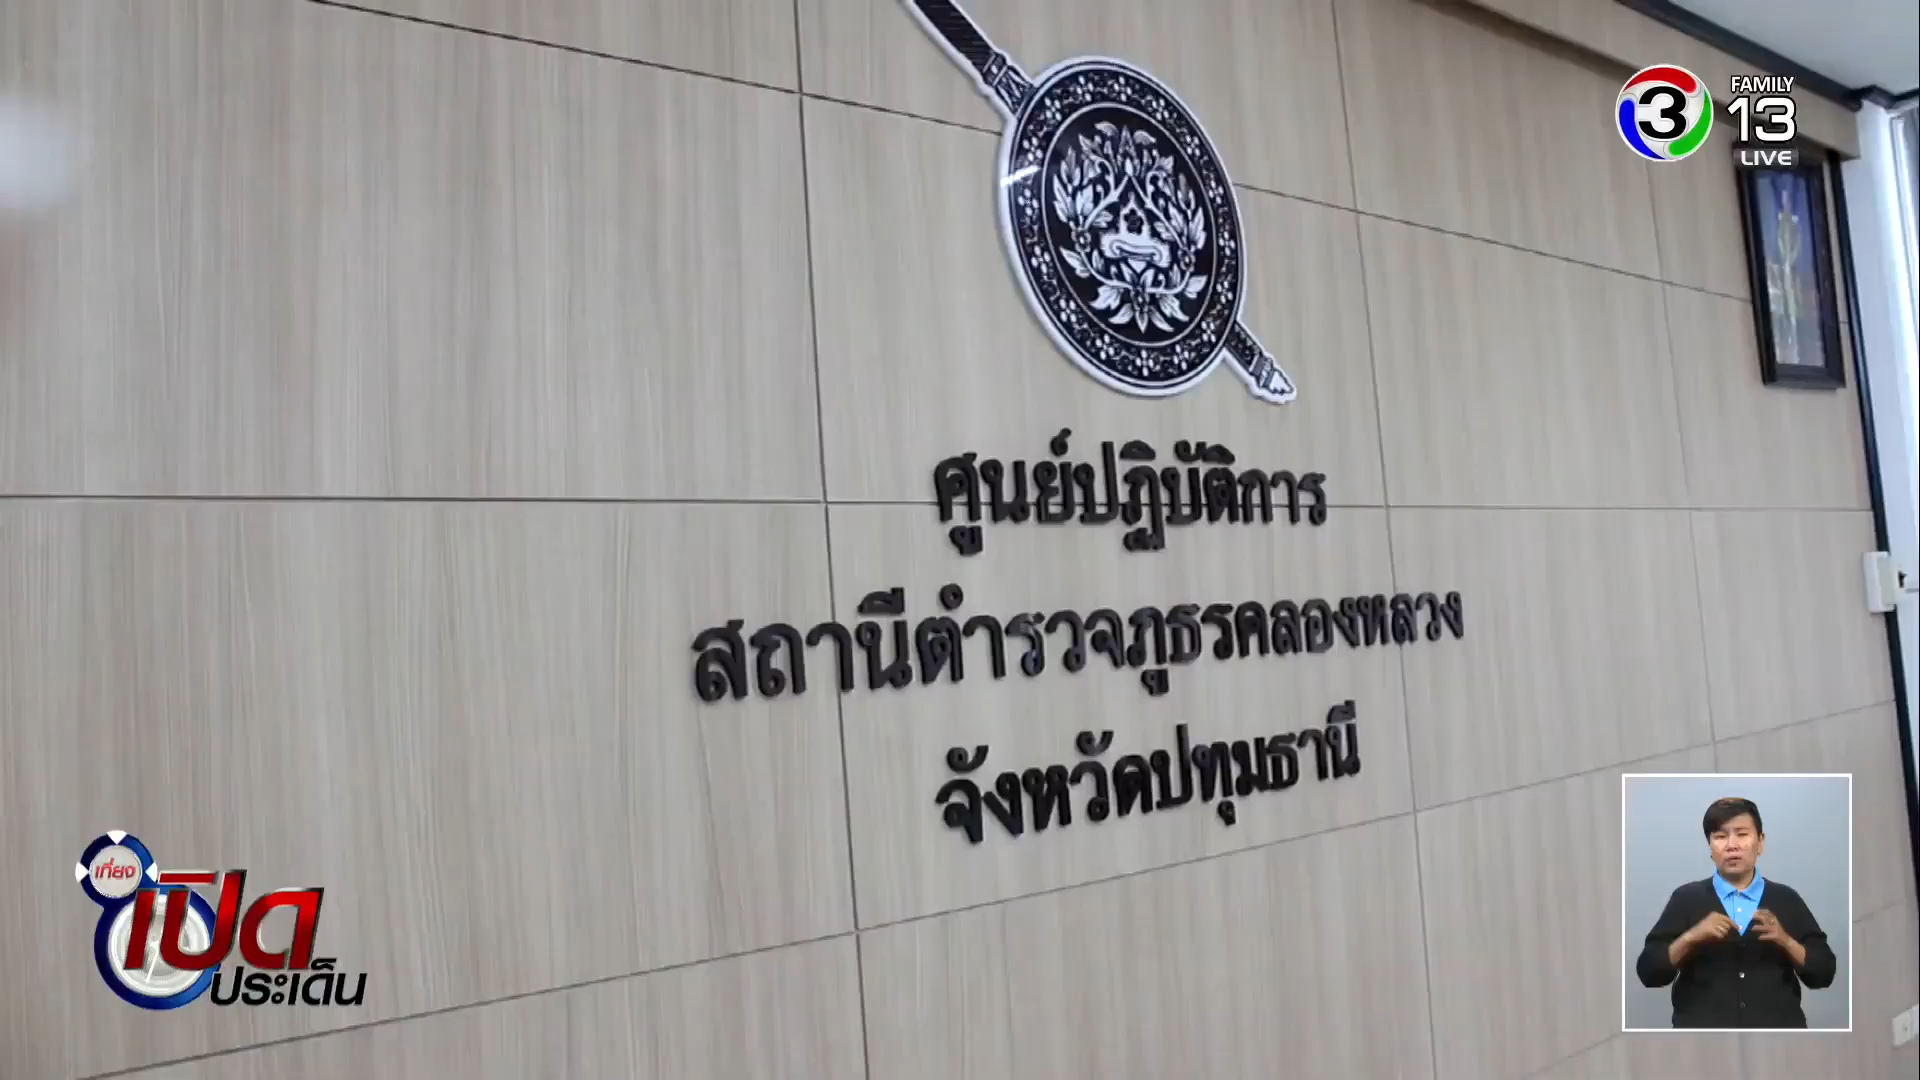 3
FAMILY
13
LIVE
ศูนย์ปฏิบัติการ
สถานีตำรวจภูธรคลองหลวง
จังหวัดปทุมธานี
เที่ยง
เปิด
ประเด็น